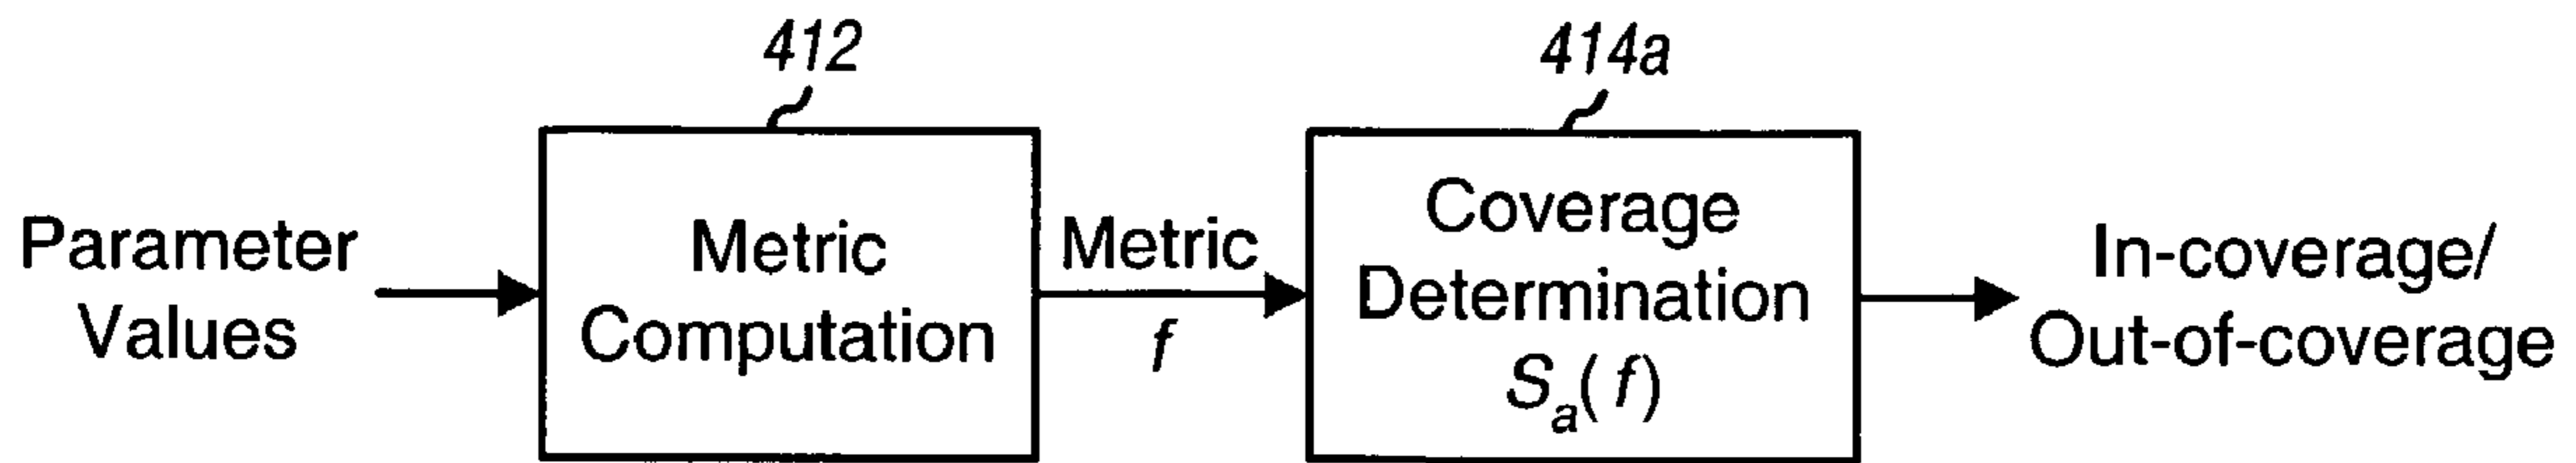 412
414a
Parameter
Values
Metric
Computation
Metric
f
Coverage
Determination
Sa(f)
In-coverage/
Out-of-coverage